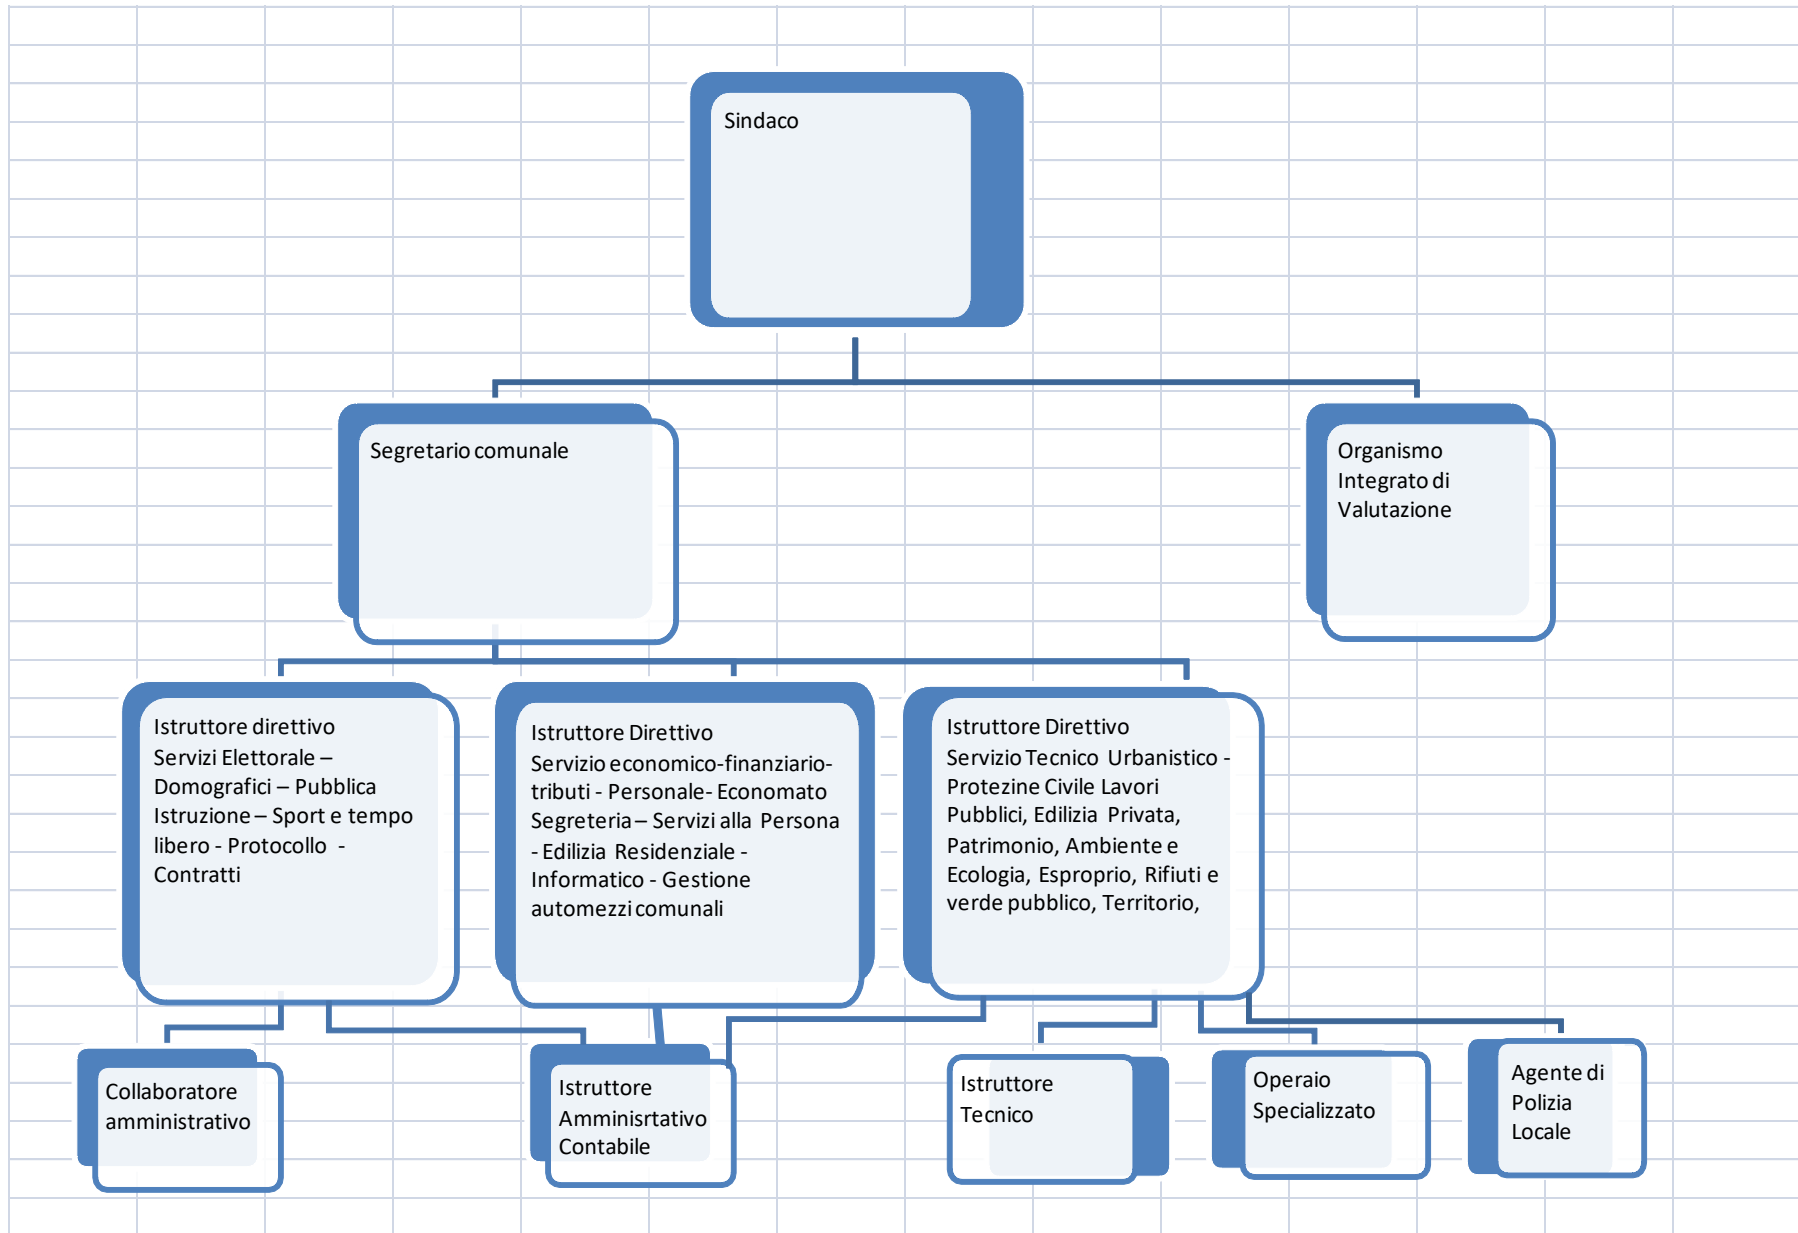 Sindaco
Segretario comunale
Organismo
Integrato di
Valutazione
Istruttore direttivo
Servizi Elettorale –
Domografici – Pubblica
Istruzione – Sport e tempo
libero - Protocollo -
Contratti
Istruttore Direttivo
Servizio economico-finanziario-
tributi - Personale- Economato
Segreteria – Servizi alla Persona
- Edilizia Residenziale -
Informatico - Gestione
automezzi comunali
Istruttore Direttivo
Servizio Tecnico Urbanistico -
Protezine Civile Lavori
Pubblici, Edilizia Privata,
Patrimonio, Ambiente e
Ecologia, Esproprio, Rifiuti e
verde pubblico, Territorio,
Collaboratore
amministrativo
Istruttore
Amminisrtativo
Contabile
Istruttore
Tecnico
Operaio
Specializzato
Agente di
Polizia
Locale